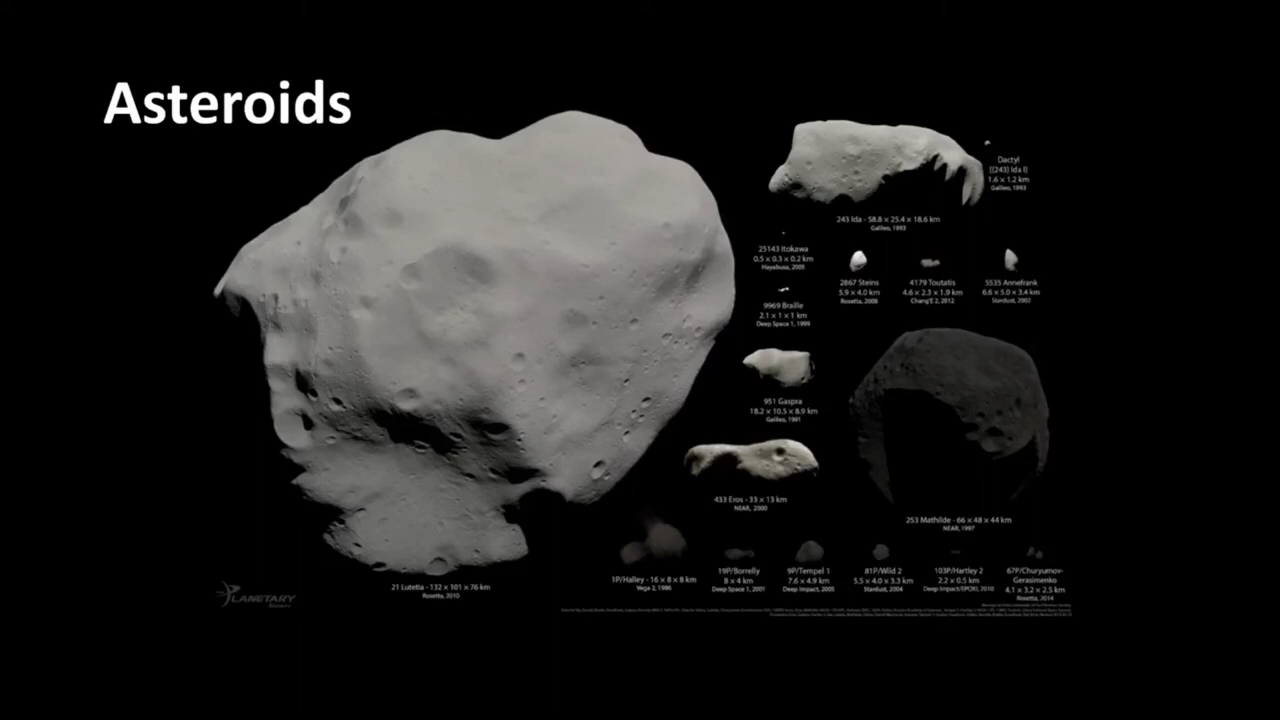 Asteroids
Dactyl
[(243) Ida I]
1.6 × 1.2 km
Galileo, 1993
243 Ida - 58.8 × 25.4 × 18.6 km
Galileo, 1993
25143 Itokawa
0.5 × 0.3 × 0.2 km
Hayabusa, 2005
2867 Steins
5.9 × 4.0 km
Rosetta, 2008
4179 Toutatis
4.6 × 2.3 × 1.9 km
Chang'E 2, 2012
5535 Annefrank
6.6 × 5.0 × 3.4 km
Stardust, 2002
9969 Braille
2.1 × 1 × 1 km
Deep Space 1, 1999
951 Gaspra
18.2 × 10.5 × 8.9 km
Galileo, 1991
433 Eros - 33 × 13 km
NEAR, 2000
253 Mathilde - 66 × 48 × 44 km
NEAR, 1997
21 Lutetia - 132 × 101 × 76 km
Rosetta, 2010
1P/Halley - 16 × 8 × 8 km
Vega 2, 1986
19P/Borrelly
8 × 4 km
Deep Space 1, 2001
9P/Tempel 1
7.6 × 4.9 km
Deep Impact, 2005
81P/Wild 2
5.5 × 4.0 × 3.3 km
Stardust, 2004
103P/Hartley 2
2.2 × 0.5 km
Deep Impact/EPOXI, 2010
67P/Churyumov-
Gerasimenko
4.1 × 3.2 × 2.5 km
Rosetta, 2014
PLANETARY
Society